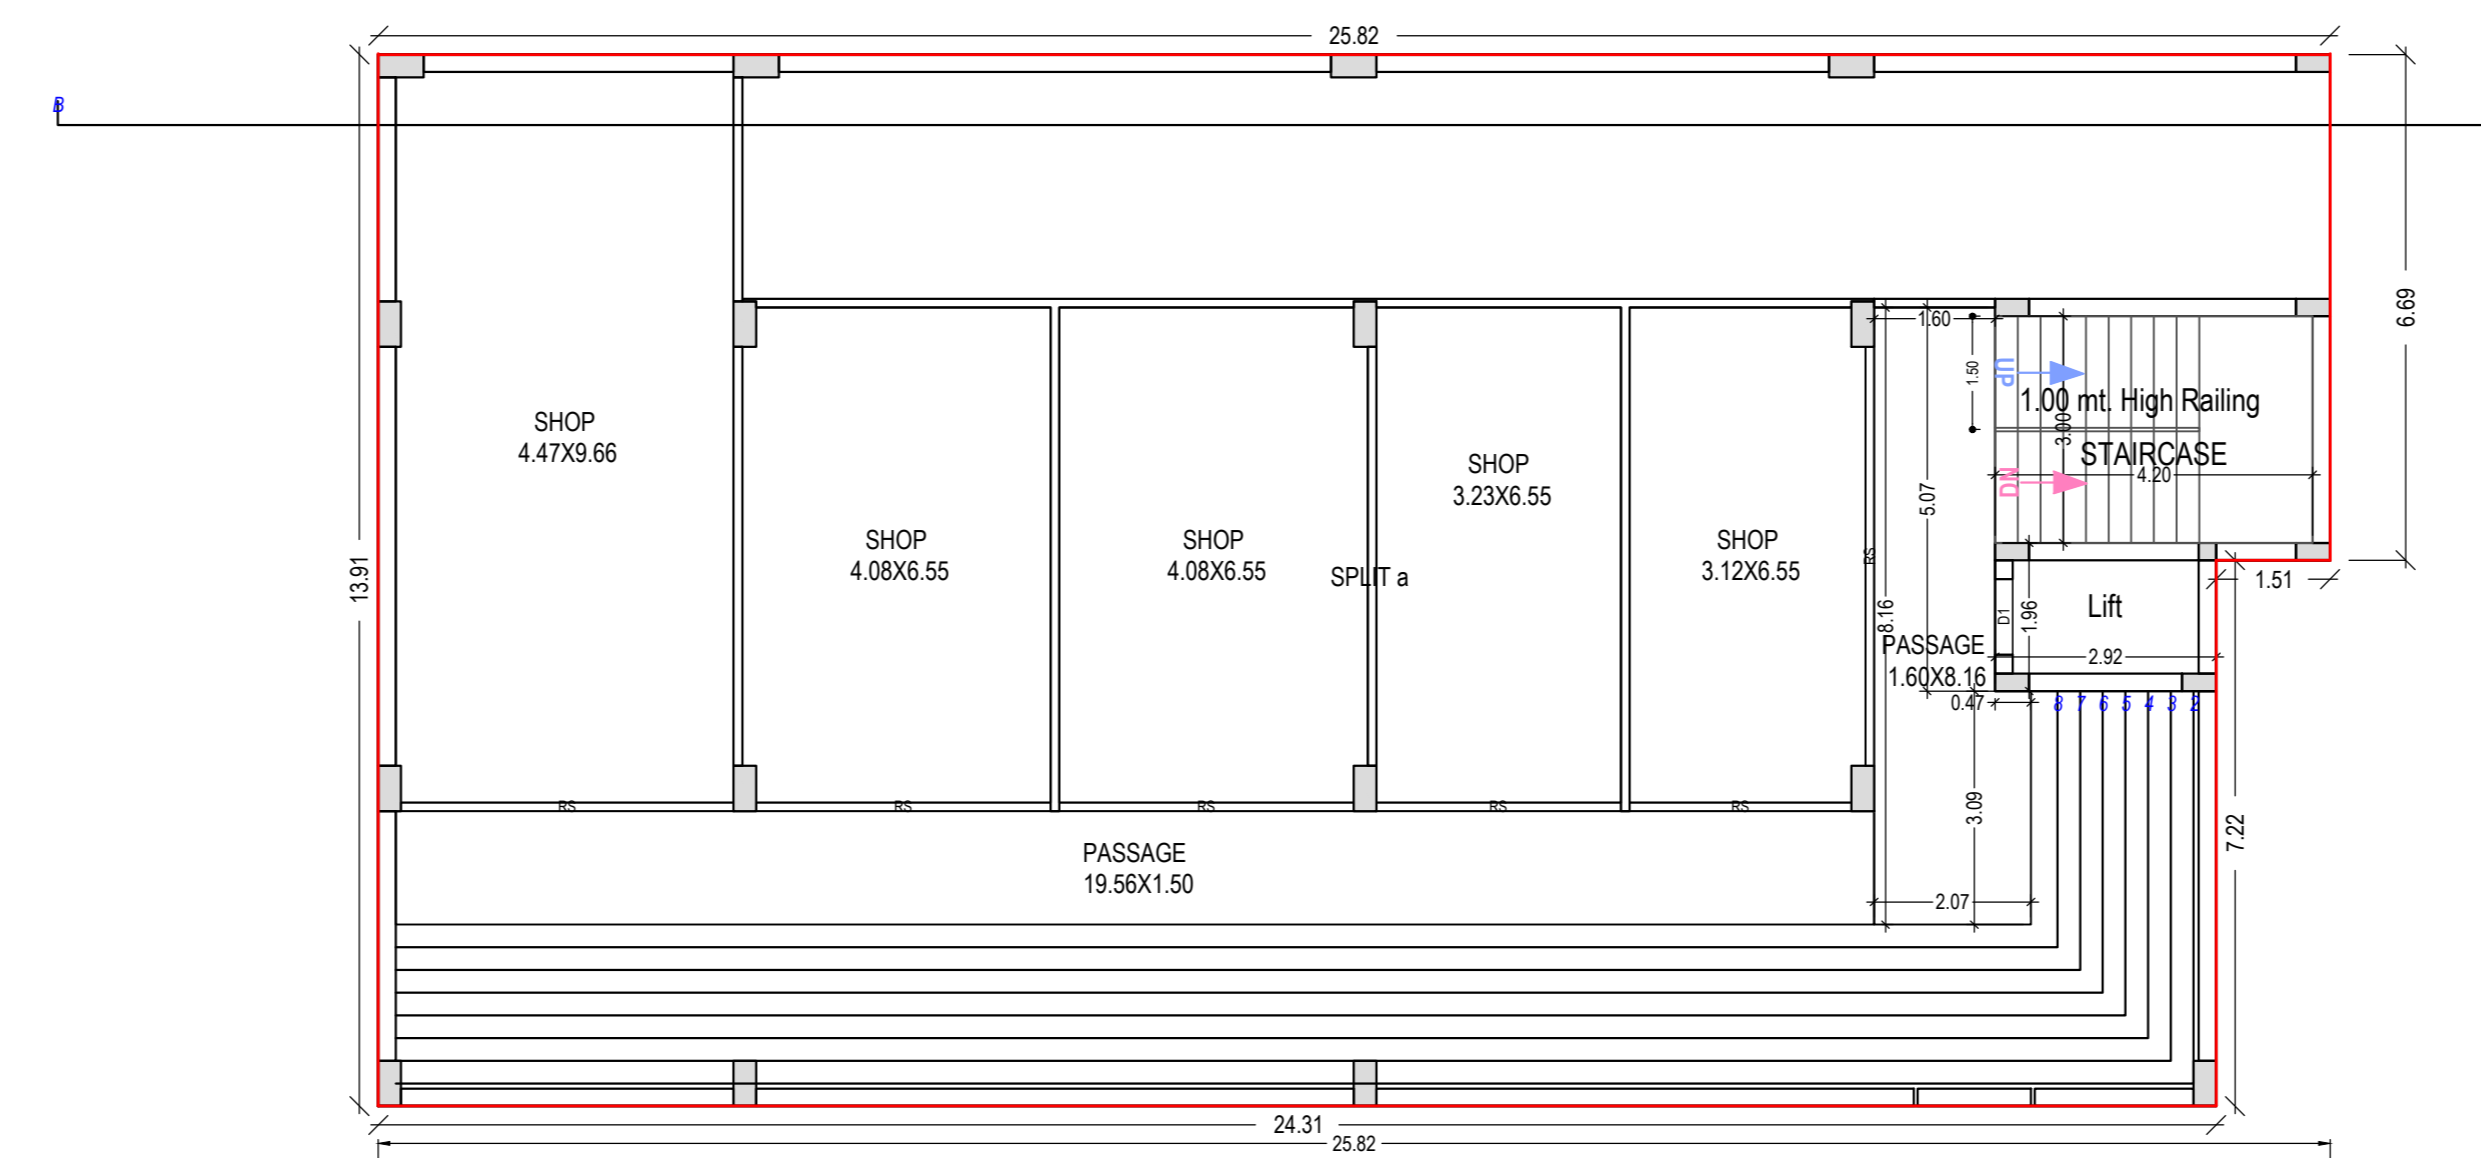 25.82
B
6.69
1.60
1.50
UP
1.00 mt. High Railing
3.00
STAIRCASE
4.20
DN
SHOP
4.47X9.66
SHOP
3.23X6.55
SHOP
4.08X6.55
SHOP
4.08X6.55
SHOP
3.12X6.55
SPLIT a
RS
5.07
13.91
1.51
Lift
D1
1.96
8.16
PASSAGE
1.60X8.16
2.92
0.47
8 7 6 5 4 3 2
RS
RS
RS
RS
RS
3.09
7.22
PASSAGE
19.56X1.50
2.07
24.31
25.82